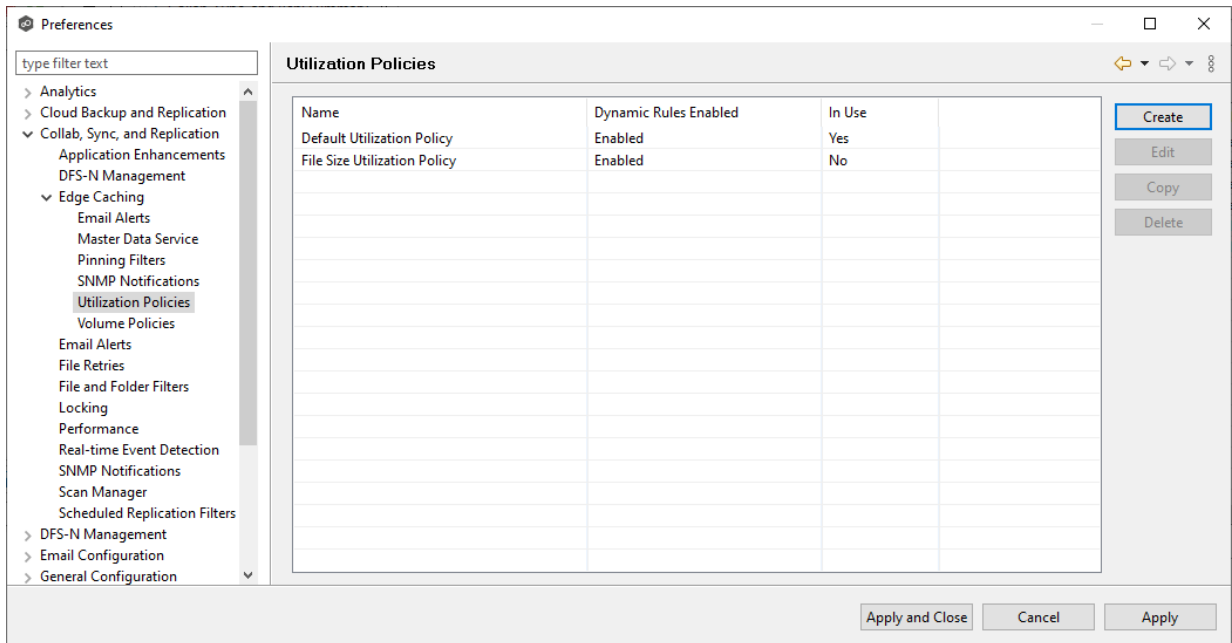 Preferences
type filter text
Analytics
Cloud Backup and Replication
Collab, Sync, and Replication
Application Enhancements
DFS-N Management
Edge Caching
Email Alerts
Master Data Service
Pinning Filters
SNMP Notifications
Utilization Policies
Volume Policies
Email Alerts
File Retries
File and Folder Filters
Locking
Performance
Real-time Event Detection
SNMP Notifications
Scan Manager
Scheduled Replication Filters
DFS-N Management
Email Configuration
General Configuration
Utilization Policies
Name Dynamic Rules Enabled In Use
Default Utilization Policy Enabled Yes
File Size Utilization Policy Enabled No
Create
Edit
Copy
Delete
Apply and Close Cancel Apply